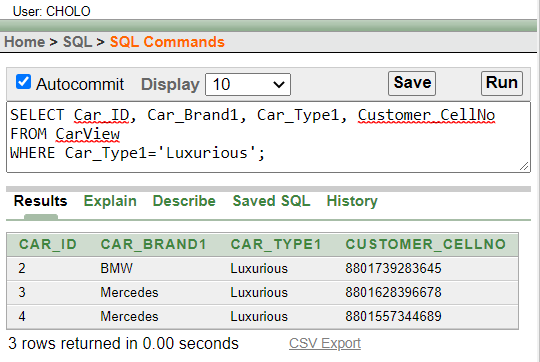 User: CHOLO
Home > SQL > SQL Commands
Autocommit Display 10 Save Run
SELECT Car_ID, Car_Brand1, Car_Type1, Customer_CellNo
FROM CarView
WHERE Car_Type1='Luxurious';
Results Explain Describe Saved SQL History
CAR_ID CAR_BRAND1 CAR_TYPE1 CUSTOMER_CELLNO
2 BMW Luxurious 8801739283645
3 Mercedes Luxurious 8801628396678
4 Mercedes Luxurious 8801557344689
3 rows returned in 0.00 seconds CSV Export